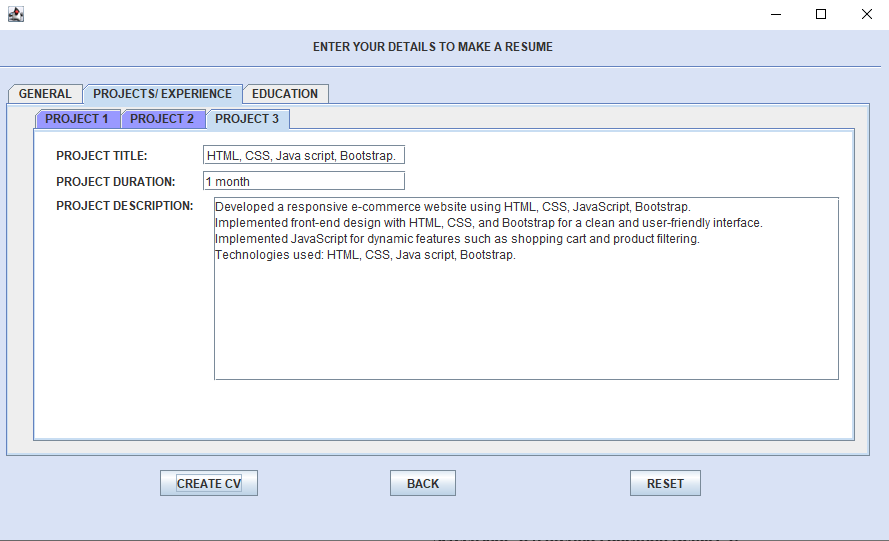 ENTER YOUR DETAILS TO MAKE A RESUME
GENERAL PROJECTS/ EXPERIENCE EDUCATION
PROJECT 1 PROJECT 2 PROJECT 3
PROJECT TITLE: HTML, CSS, Java script, Bootstrap.
PROJECT DURATION: 1 month
PROJECT DESCRIPTION: Developed a responsive e-commerce website using HTML, CSS, JavaScript, Bootstrap.
Implemented front-end design with HTML, CSS, and Bootstrap for a clean and user-friendly interface.
Implemented JavaScript for dynamic features such as shopping cart and product filtering.
Technologies used: HTML, CSS, Java script, Bootstrap.
CREATE CV BACK RESET